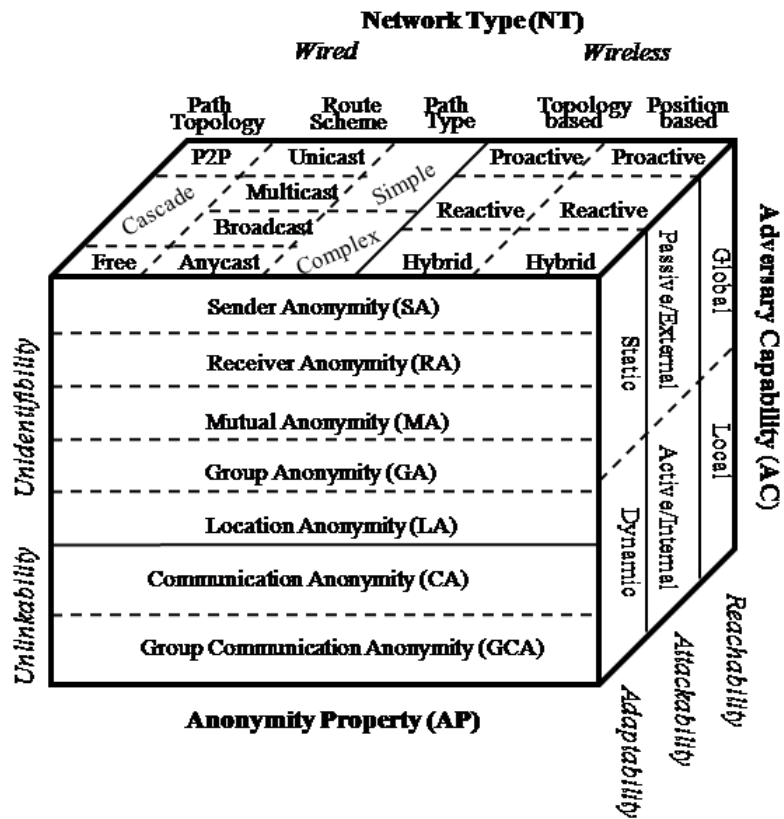 Network Type (NT)
Wired Wireless
Path Topology
Route Scheme
Path Type
Topology based
Position based
P2P Unicast Proactive Proactive
Cascade Multicast Simple
Reactive Reactive
Broadcast
Free Anycast Complex Hybrid Hybrid
Sender Anonymity (SA)
Receiver Anonymity (RA)
Mutual Anonymity (MA)
Group Anonymity (GA)
Location Anonymity (LA)
Communication Anonymity (CA)
Group Communication Anonymity (GCA)
Unidentifibility
Unlinkability
Anonymity Property (AP)
Static
Dynamic
Passive/External
Active/Internal
Global
Local
Adversary Capability (AC)
Adaptability
Attackability
Reachability